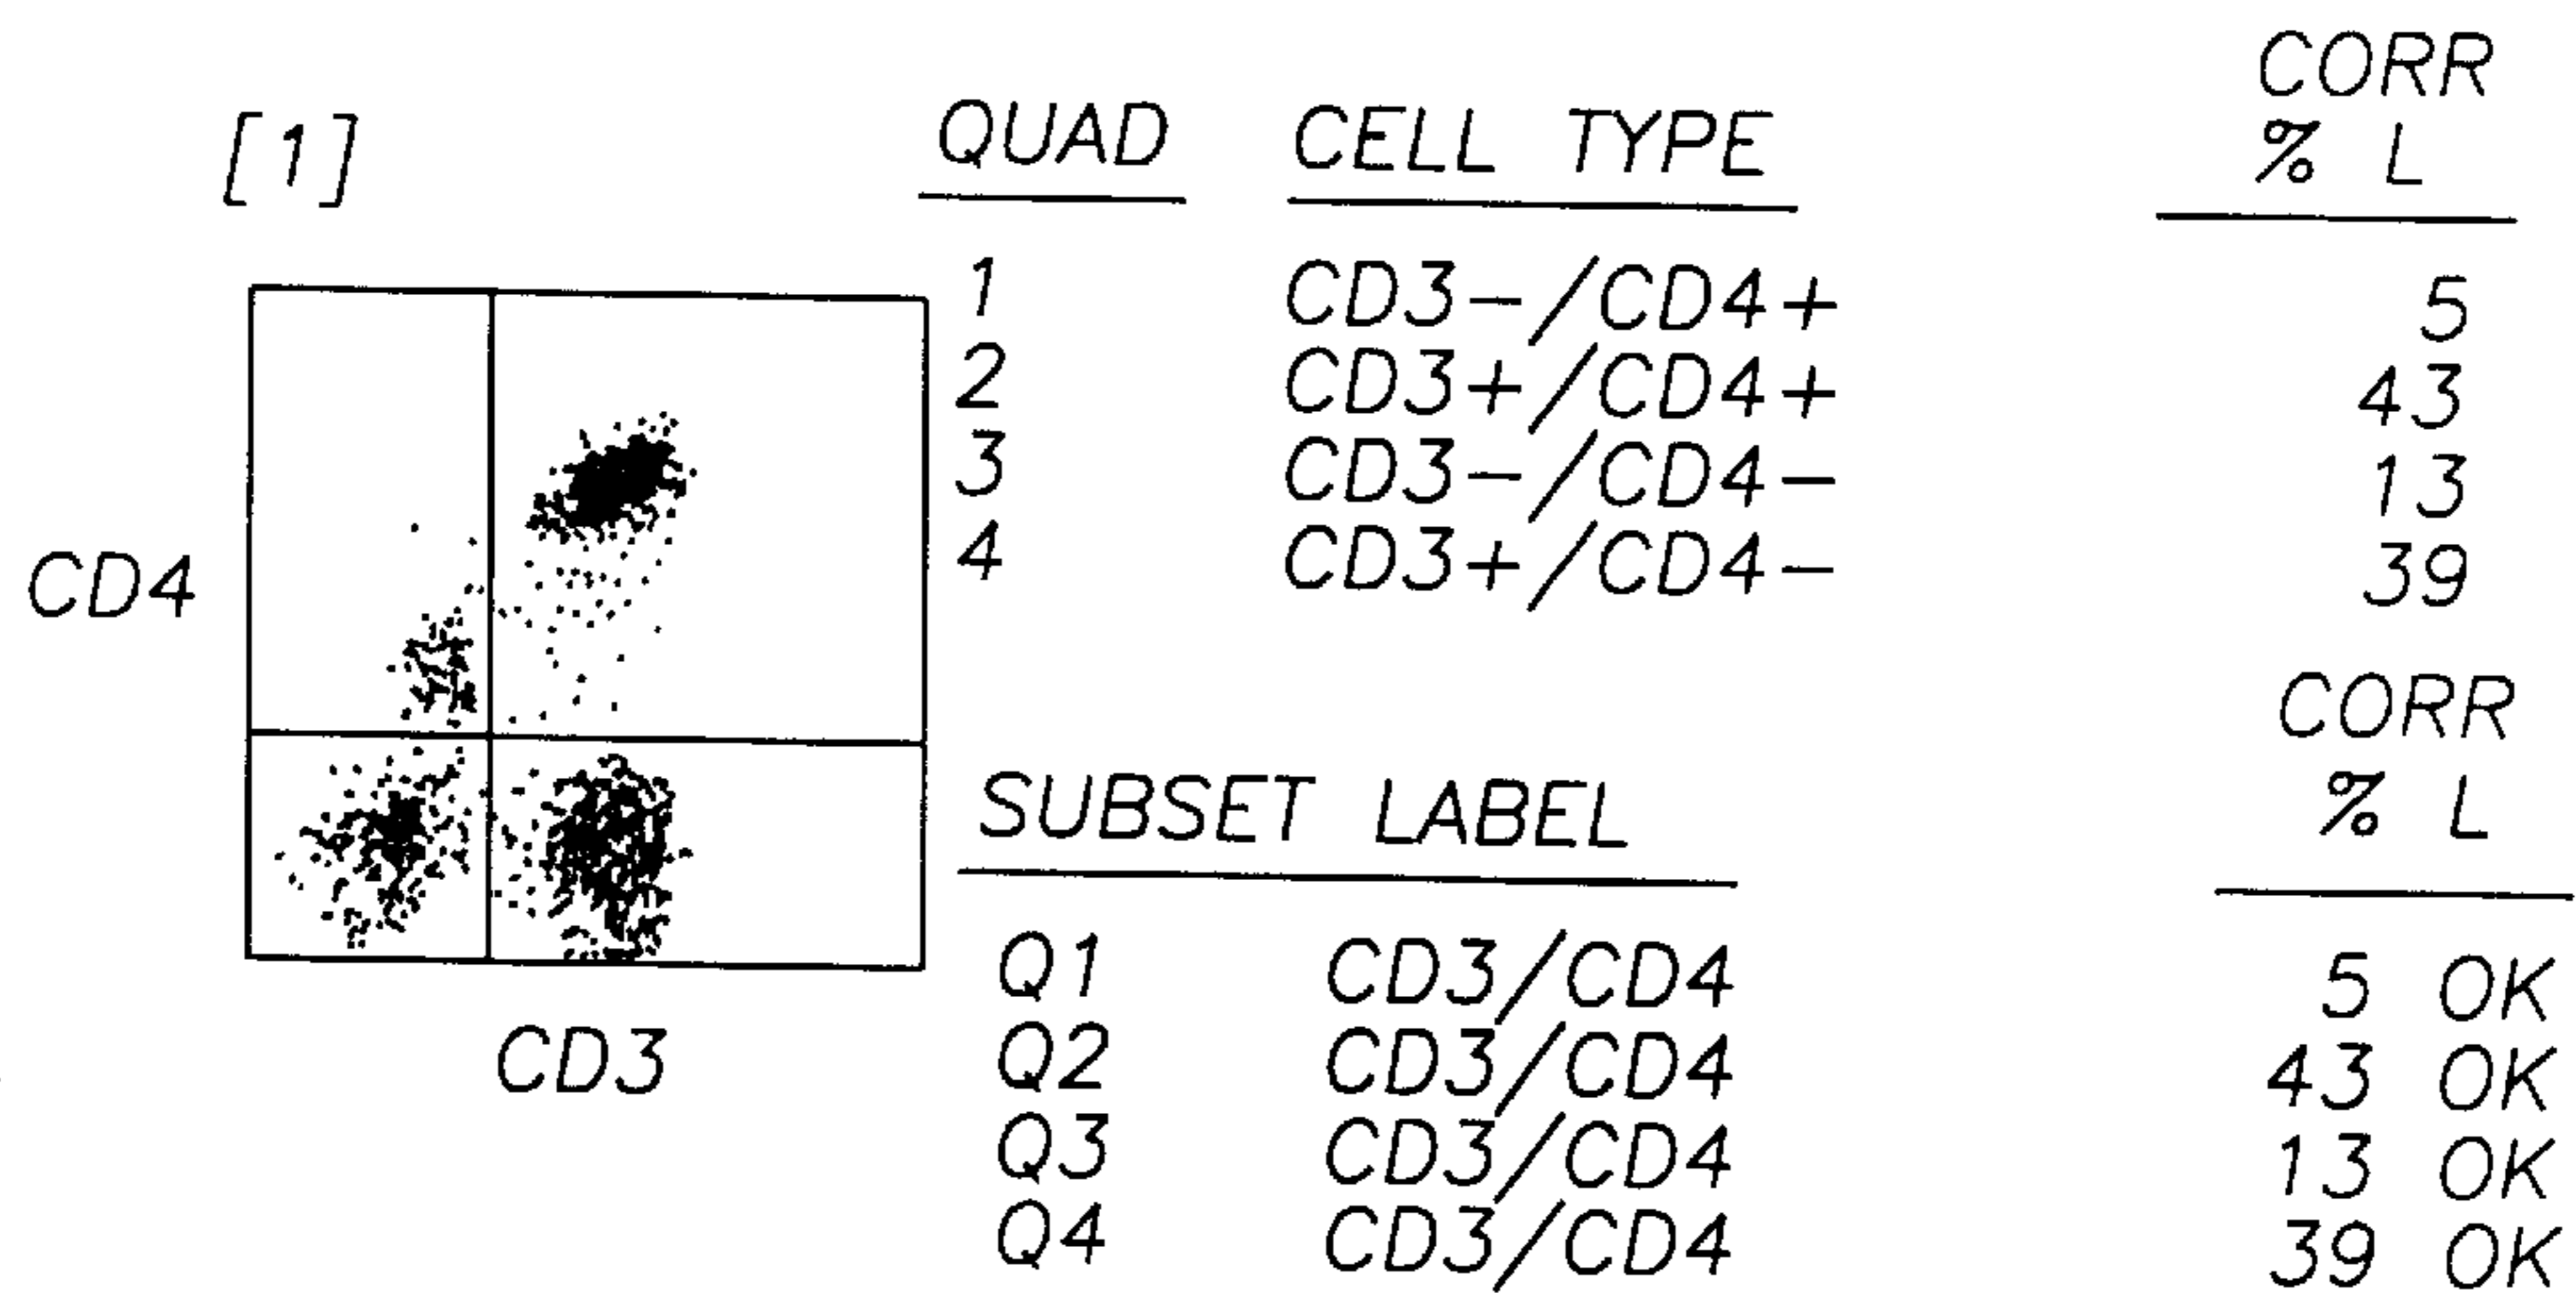 [1]
QUAD CELL TYPE CORR % L
1 CD3-/CD4+ 5
2 CD3+/CD4+ 43
3 CD3-/CD4- 13
4 CD3+/CD4- 39
CD4
CD3
SUBSET LABEL CORR % L
Q1 CD3/CD4 5 OK
Q2 CD3/CD4 43 OK
Q3 CD3/CD4 13 OK
Q4 CD3/CD4 39 OK